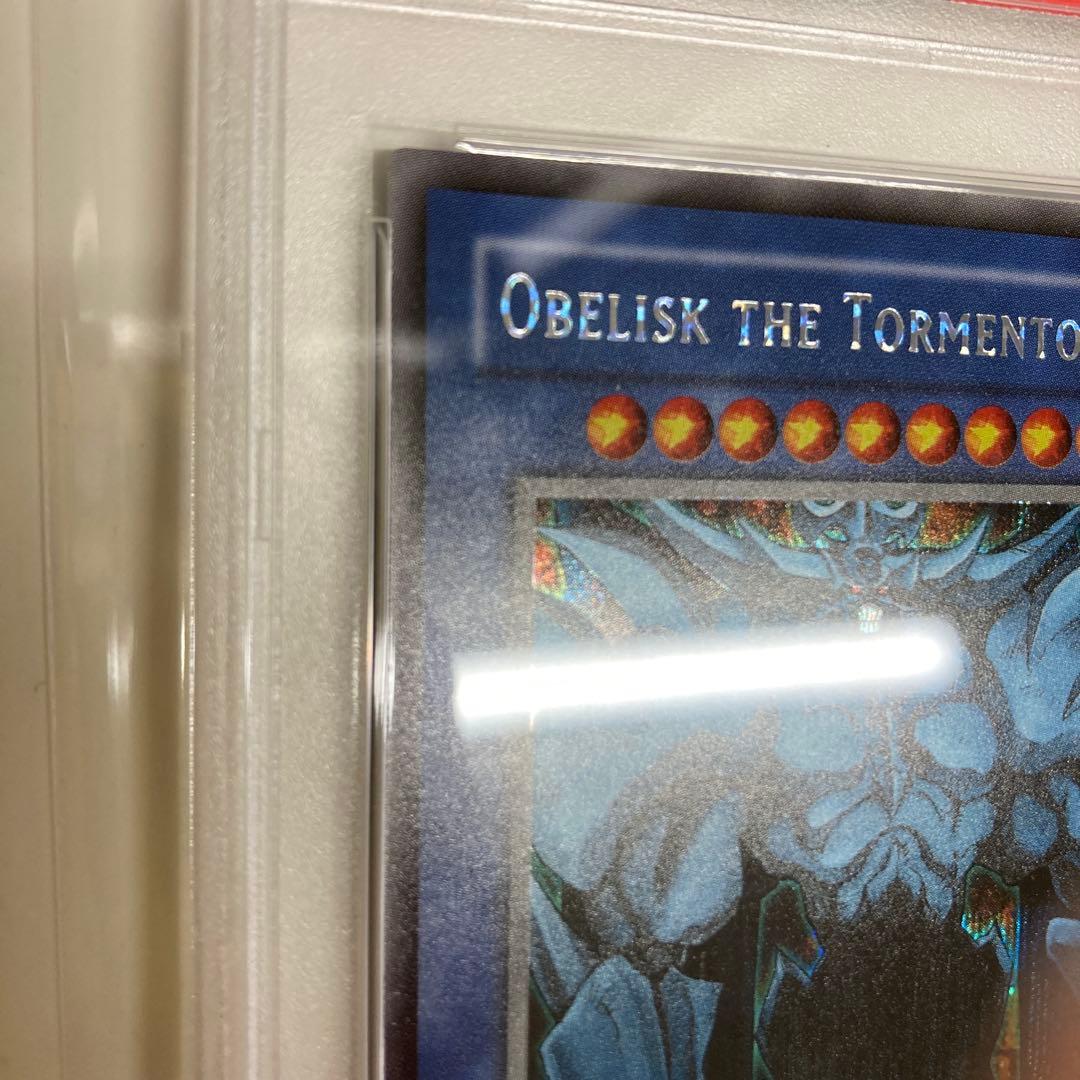 OBELISK THE TORMENTO